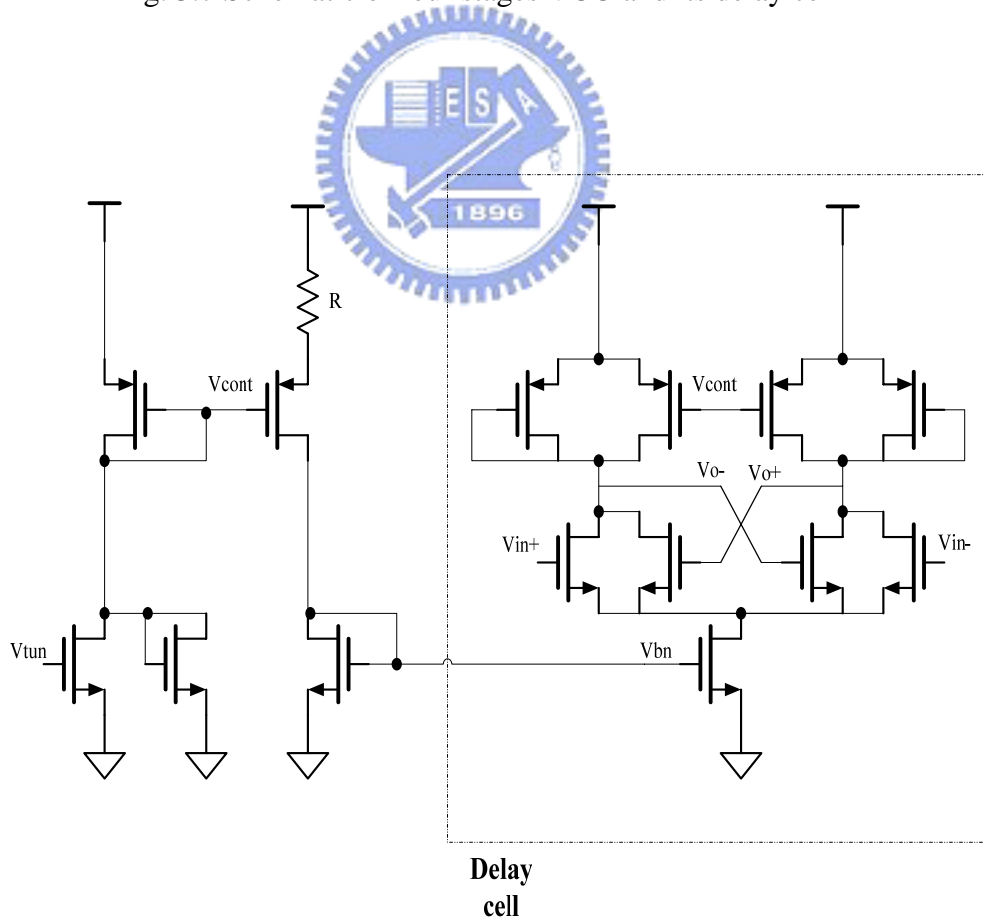 E S A
1896
R
Vcont
Vcont
Vo- Vo+
Vin+
Vin-
Vtun
Vbn
Delay
cell